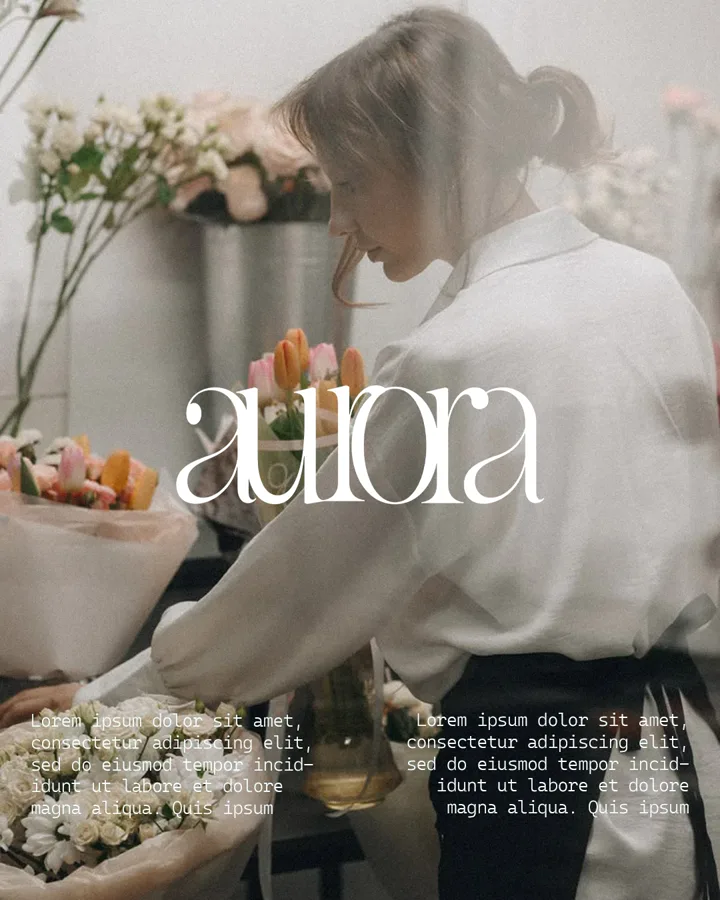 aurora
Lorem ipsum dolor sit amet,
consectetur adipiscing elit,
sed do eiusmod tempor incid-
idunt ut labore et dolore
magna aliqua. Quis ipsum
Lorem ipsum dolor sit amet,
consectetur adipiscing elit,
sed do eiusmod tempor incid-
idunt ut labore et dolore
magna aliqua. Quis ipsum